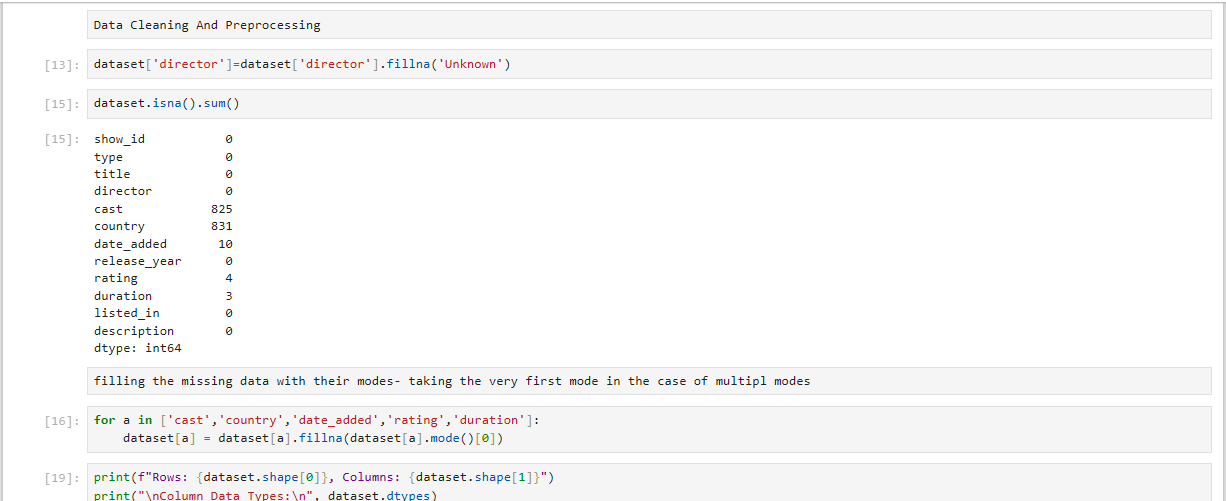 Data Cleaning And Preprocessing
[13]: dataset['director']=dataset['director'].fillna('Unknown')
[15]: dataset.isna().sum()
[15]: show_id 0
type 0
title 0
director 0
cast 825
country 831
date_added 10
release_year 0
rating 4
duration 3
listed_in 0
description 0
dtype: int64
filling the missing data with their modes- taking the very first mode in the case of multipl modes
[16]: for a in ['cast','country','date_added','rating','duration']:
    dataset[a] = dataset[a].fillna(dataset[a].mode()[0])
[19]: print(f"Rows: {dataset.shape[0]}, Columns: {dataset.shape[1]}")
print("\nColumn Data Types:\n", dataset.dtypes)